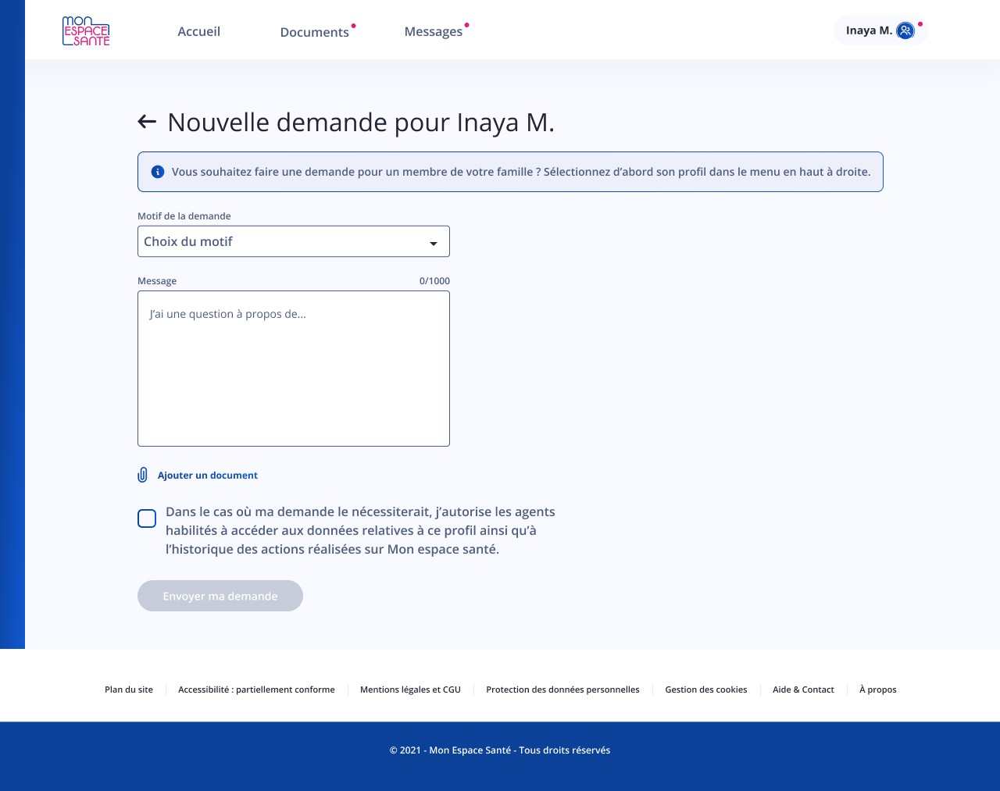 mon
ESPACE
SANTÉ
Accueil
Documents
Messages
Inaya M.
Nouvelle demande pour Inaya M.
Vous souhaitez faire une demande pour un membre de votre famille ? Sélectionnez d’abord son profil dans le menu en haut à droite.
Motif de la demande
Choix du motif
Message 0/1000
J’ai une question à propos de...
Ajouter un document
Dans le cas où ma demande le nécessiterait, j’autorise les agents
habilités à accéder aux données relatives à ce profil ainsi qu’à
l’historique des actions réalisées sur Mon espace santé.
Envoyer ma demande
Plan du site
Accessibilité : partiellement conforme
Mentions légales et CGU
Protection des données personnelles
Gestion des cookies
Aide & Contact
À propos
© 2021 - Mon Espace Santé - Tous droits réservés